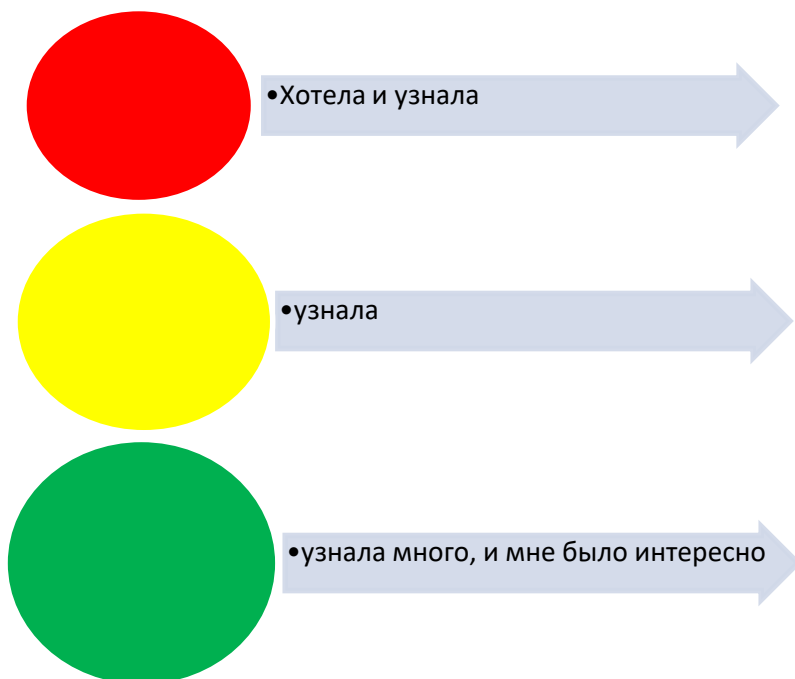 •Хотела и узнала
•узнала
•узнала много, и мне было интересно